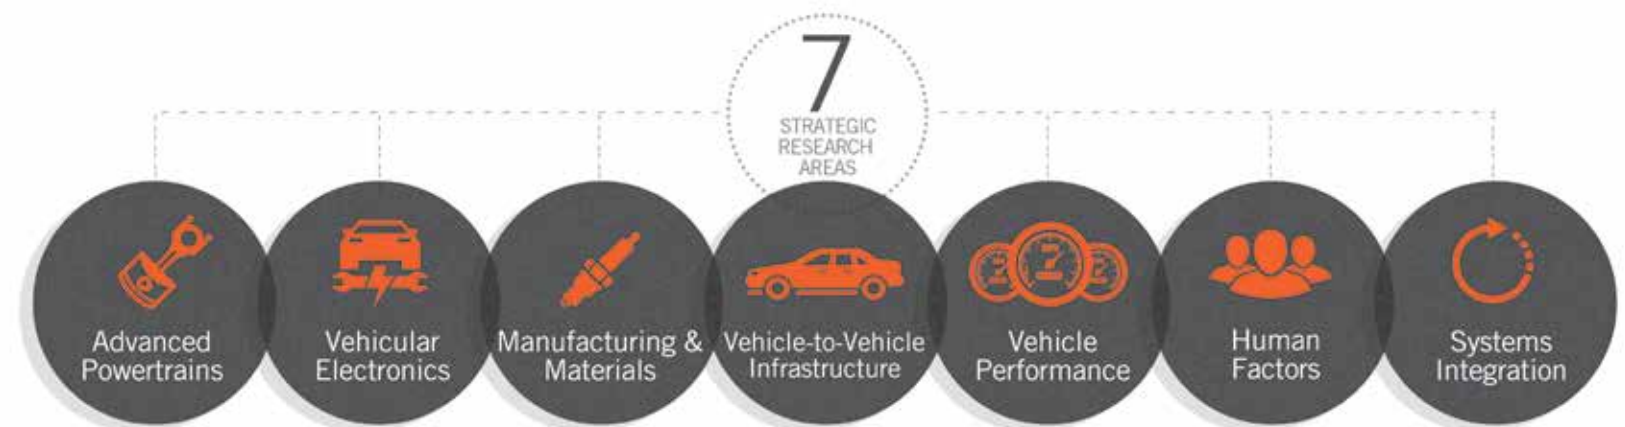 7
STRATEGIC
RESEARCH
AREAS
Advanced
Powertrains
Vehicular
Electronics
Manufacturing &
Materials
Vehicle-to-Vehicle
Infrastructure
Vehicle
Performance
Human
Factors
Systems
Integration